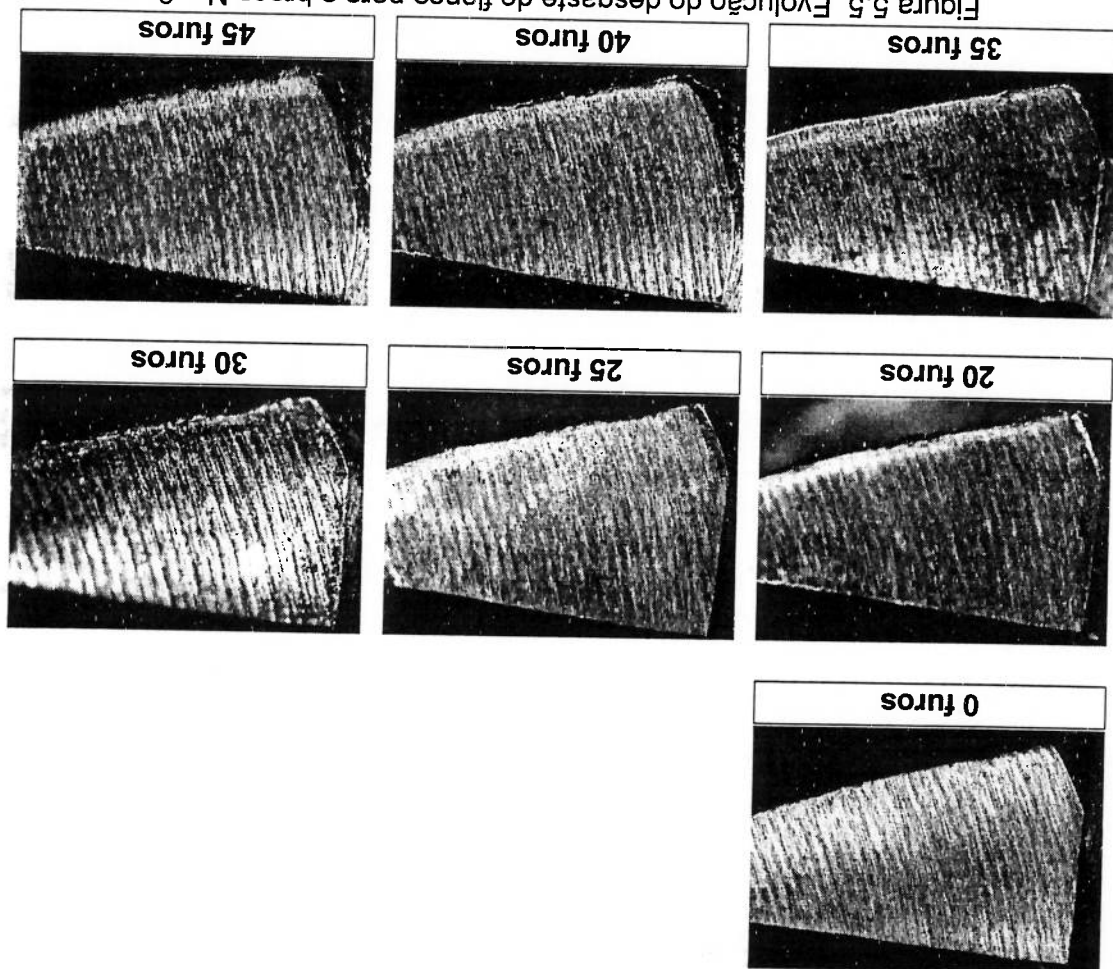 0 furos
20 furos 25 furos 30 furos
35 furos 40 furos 45 furos
Figura 5.5 Evolução do desgaste do flanco para a broca